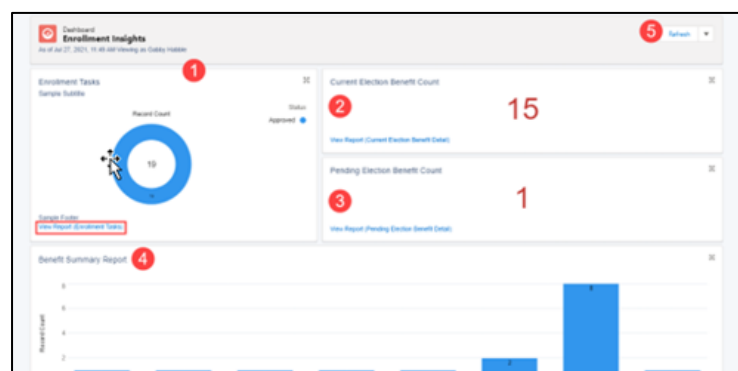 Dashboard
Enrollment Insights
As of Jul 27, 2021, 11:48 AM Viewing as Gabby Hubble
5
Refresh
1
Enrollment Tasks
Sample Subtitle
Record Count
Status
Approved
19
Sample Footer
View Report (Enrollment Tasks)
Current Election Benefit Count
2
15
View Report (Current Election Benefit Detail)
Pending Election Benefit Count
3
1
View Report (Pending Election Benefit Detail)
Benefit Summary Report
4
Record Count
8
6
4
2
2
8